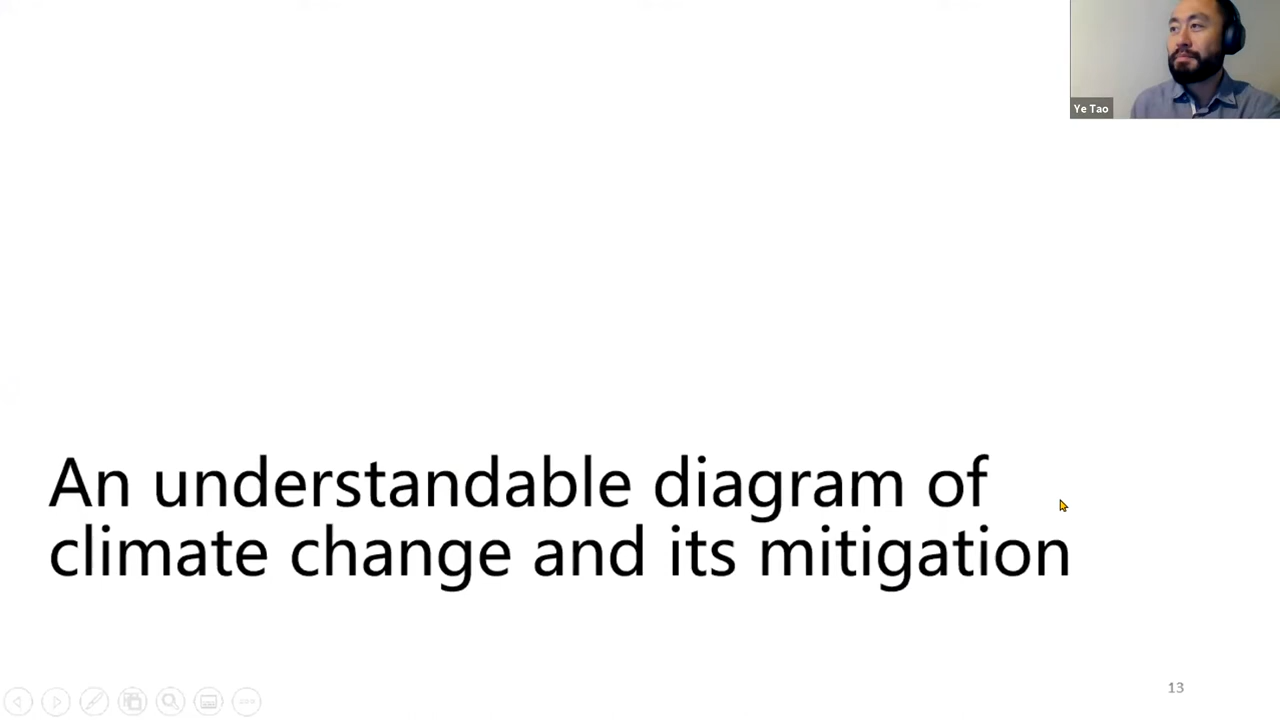 Ye Tao
An understandable diagram of
climate change and its mitigation
13